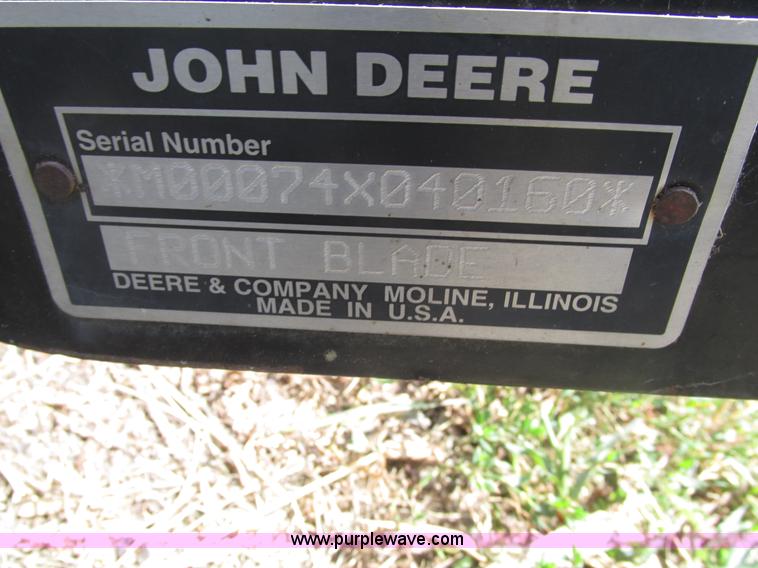 JOHN DEERE
Serial Number
*M00074X040160*
FRONT BLADE
DEERE & COMPANY MOLINE, ILLINOIS
MADE IN U.S.A.
www.purplewave.com